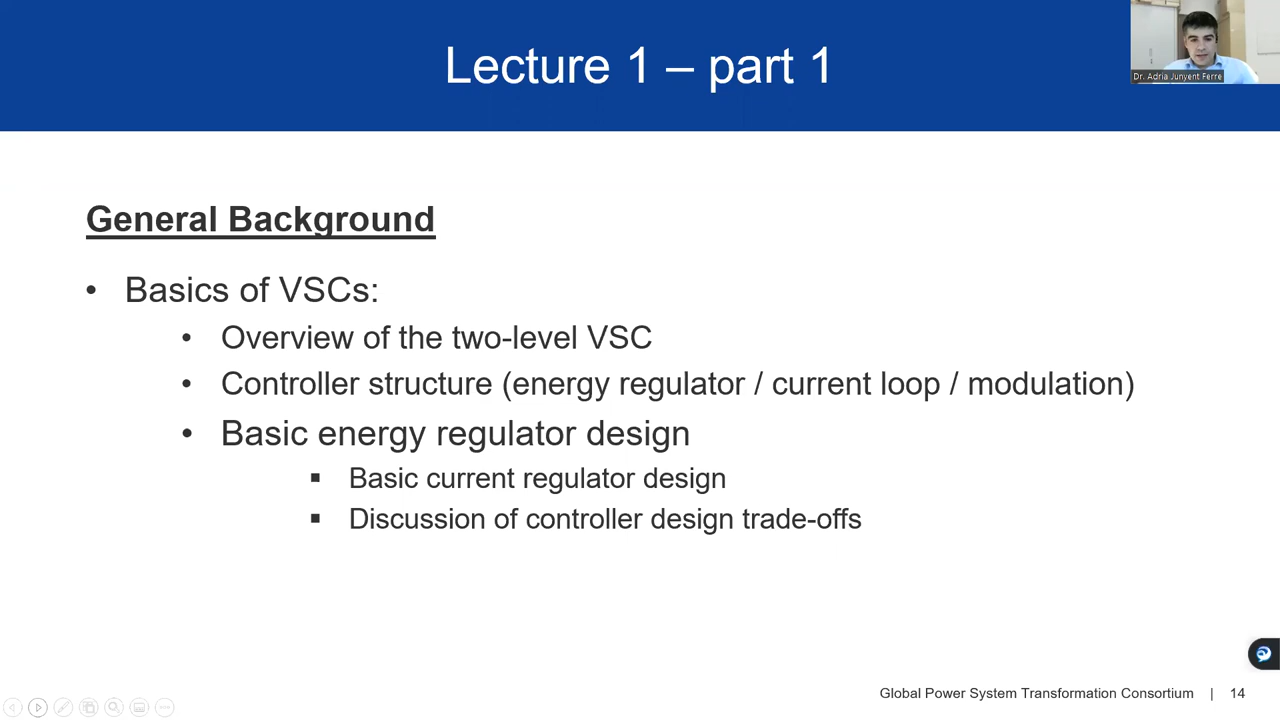 Lecture 1 – part 1
Dr. Adria Junyent Ferre
General Background
• Basics of VSCs:
• Overview of the two-level VSC
• Controller structure (energy regulator / current loop / modulation)
• Basic energy regulator design
▪ Basic current regulator design
▪ Discussion of controller design trade-offs
Global Power System Transformation Consortium | 14